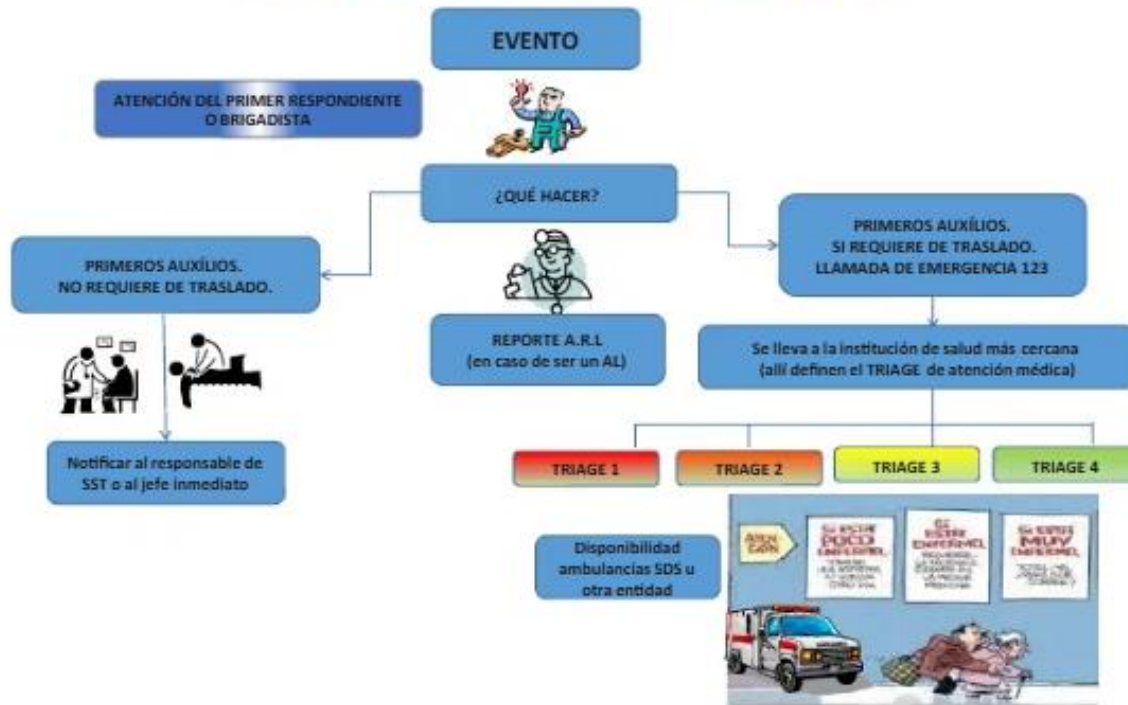 EVENTO
ATENCIÓN DEL PRIMER RESPONDIENTE
O BRIGADISTA
¿QUÉ HACER?
PRIMEROS AUXÍLIOS.
NO REQUIERE DE TRASLADO.
PRIMEROS AUXÍLIOS.
SI REQUIERE DE TRASLADO.
LLAMADA DE EMERGENCIA 123
REPORTE A.R.L
(en caso de ser un AL)
Se lleva a la institución de salud más cercana
(allí definen el TRIAGE de atención médica)
Notificar al responsable de
SST o al jefe inmediato
TRIAGE 1
TRIAGE 2
TRIAGE 3
TRIAGE 4
Disponibilidad
ambulancias SDS u
otra entidad
SI ESTA
POCO
ENFERMO,
SI
ESTA
ENFERMO,
SI ESTA
MUY
ENFERMO,